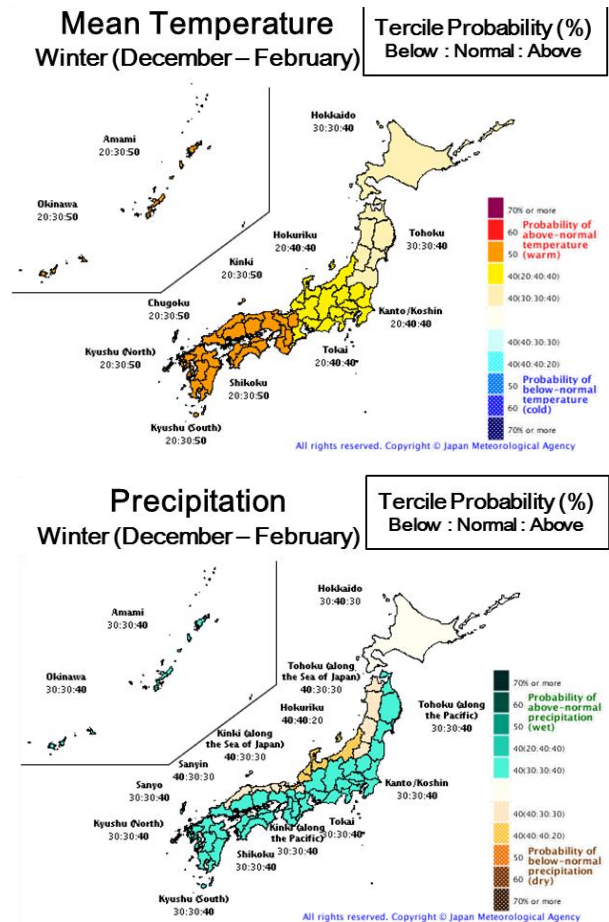 Mean Temperature
Winter (December – February)
Tercile Probability (%)
Below : Normal : Above
Hokkaido
30:30:40
Amami
20:30:50
Okinawa
20:30:50
Hokuriku
20:40:40
Tohoku
30:30:40
Kinki
20:30:50
Chugoku
20:30:50
Kanto/Koshin
20:40:40
Kyushu (North)
20:30:50
Tokai
20:40:40
Shikoku
20:30:50
Kyushu (South)
20:30:50
70% or more
60
Probability of
above-normal
temperature
(warm)
50
40(20:40:40)
40(30:30:40)
40(40:30:30)
40(40:40:20)
50
Probability of
below-normal
temperature
(cold)
60
70% or more
All rights reserved. Copyright © Japan Meteorological Agency
Precipitation
Winter (December – February)
Tercile Probability (%)
Below : Normal : Above
Hokkaido
30:40:30
Amami
30:30:40
Okinawa
30:30:40
Tohoku (along
the Sea of Japan)
40:30:30
Hokuriku
40:40:20
Tohoku (along
the Pacific)
30:30:40
Kinki (along
the Sea of Japan)
40:30:30
Sanyin
40:30:30
Sanyo
30:30:40
Kanto/Koshin
30:30:40
Kyushu (North)
30:30:40
Kinki (along
the Pacific)
30:30:40
Tokai
30:30:40
Shikoku
30:30:40
Kyushu (South)
30:30:40
70% or more
60
Probability of
above-normal
precipitation
(wet)
50
40(20:40:40)
40(30:30:40)
40(40:30:30)
40(40:40:20)
50
Probability of
below-normal
precipitation
(dry)
60
70% or more
All rights reserved. Copyright © Japan Meteorological Agency